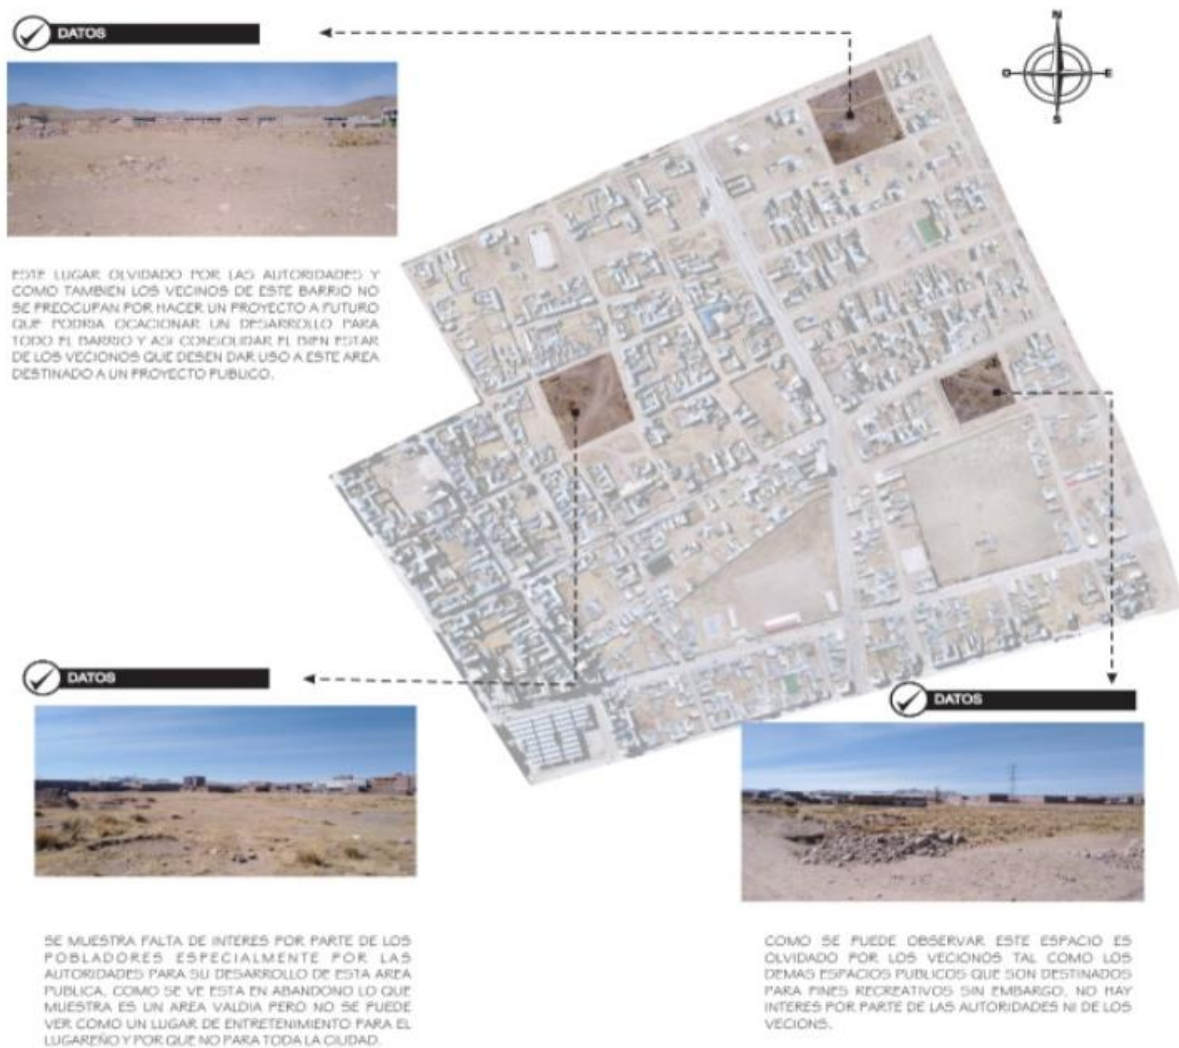 DATOS
N
O
E
S
ESTE LUGAR OLVIDADO POR LAS AUTORIDADES Y
COMO TAMBIEN LOS VECINOS DE ESTE BARRIO NO
SE PREOCUPAN POR HACER UN PROYECTO A FUTURO
QUE PODRIA OCACIONAR UN DESARROLLO PARA
TODO EL BARRIO Y ASI CONSOLIDAR EL BIEN ESTAR
DE LOS VECIONOS QUE DESEN DAR USO A ESTE AREA
DESTINADO A UN PROYECTO PUBLICO.
DATOS
SE MUESTRA FALTA DE INTERES POR PARTE DE LOS
POBLADORES ESPECIALMENTE POR LAS
AUTORIDADES PARA SU DESARROLLO DE ESTA AREA
PUBLICA, COMO SE VE ESTA EN ABANDONO LO QUE
MUESTRA ES UN AREA VALDIA PERO NO SE PUEDE
VER COMO UN LUGAR DE ENTRETENIMIENTO PARA EL
LUGAREÑO Y POR QUE NO PARA TODA LA CIUDAD.
DATOS
COMO SE PUEDE OBSERVAR ESTE ESPACIO ES
OLVIDADO POR LOS VECIONOS TAL COMO LOS
DEMAS ESPACIOS PUBLICOS QUE SON DESTINADOS
PARA FINES RECREATIVOS SIN EMBARGO, NO HAY
INTERES POR PARTE DE LAS AUTORIDADES NI DE LOS
VECIONS.